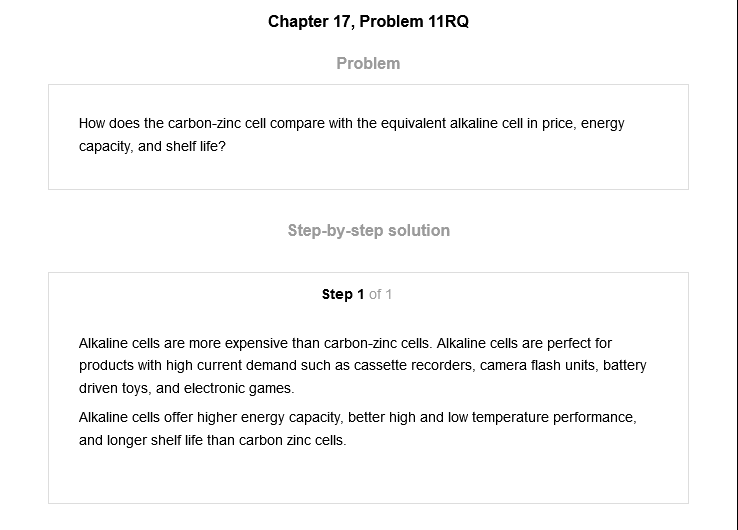 Chapter 17, Problem 11RQ
Problem
How does the carbon-zinc cell compare with the equivalent alkaline cell in price, energy
capacity, and shelf life?
Step-by-step solution
Step 1 of 1
Alkaline cells are more expensive than carbon-zinc cells. Alkaline cells are perfect for
products with high current demand such as cassette recorders, camera flash units, battery
driven toys, and electronic games.
Alkaline cells offer higher energy capacity, better high and low temperature performance,
and longer shelf life than carbon zinc cells.